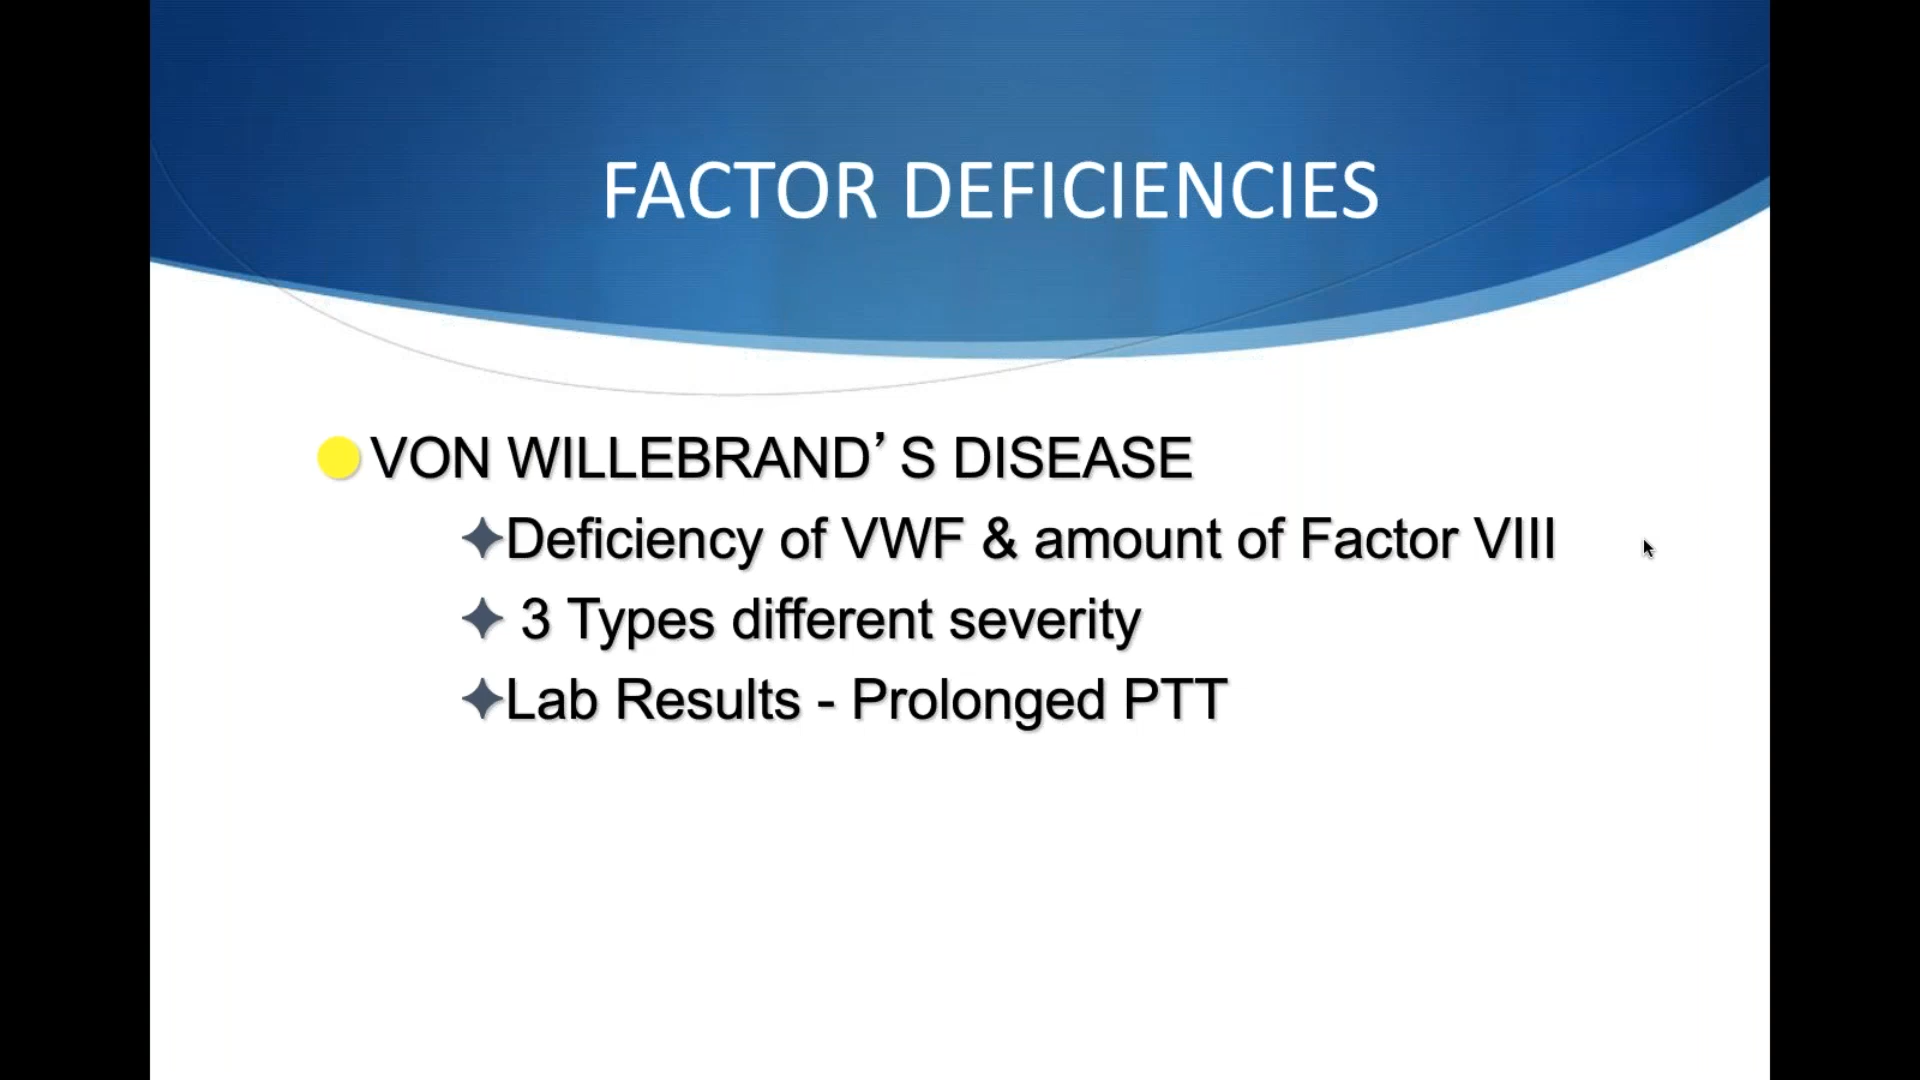 FACTOR DEFICIENCIES
VON WILLEBRAND’S DISEASE
Deficiency of VWF & amount of Factor VIII
3 Types different severity
Lab Results - Prolonged PTT